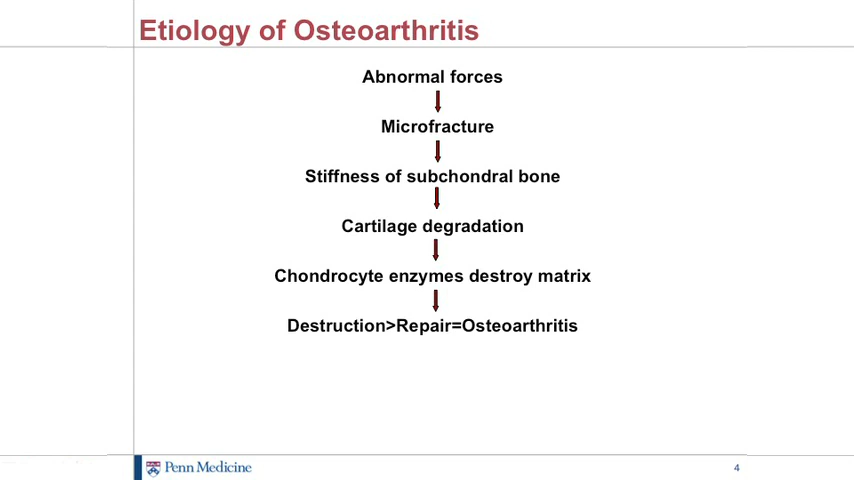 Etiology of Osteoarthritis
Abnormal forces
Microfracture
Stiffness of subchondral bone
Cartilage degradation
Chondrocyte enzymes destroy matrix
Destruction>Repair=Osteoarthritis
Penn Medicine
4